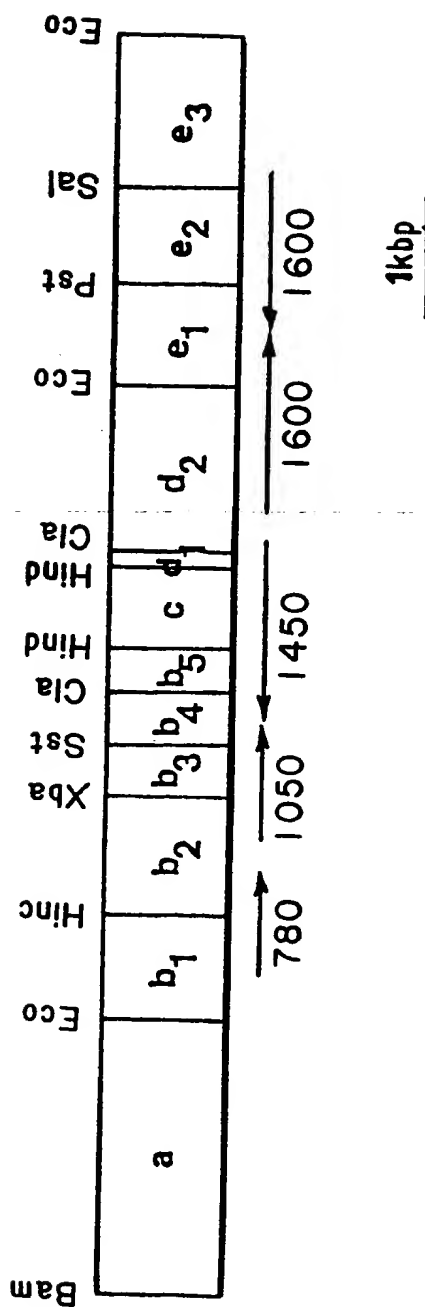 Bam Eco Hinc Xba Sst Cla Hind Hind Cla Eco Pst Sal Eco
a b1 b2 b3 b4 b5 c d1 d2 e1 e2 e3
780 1050 1450 1600 1600
1kbp